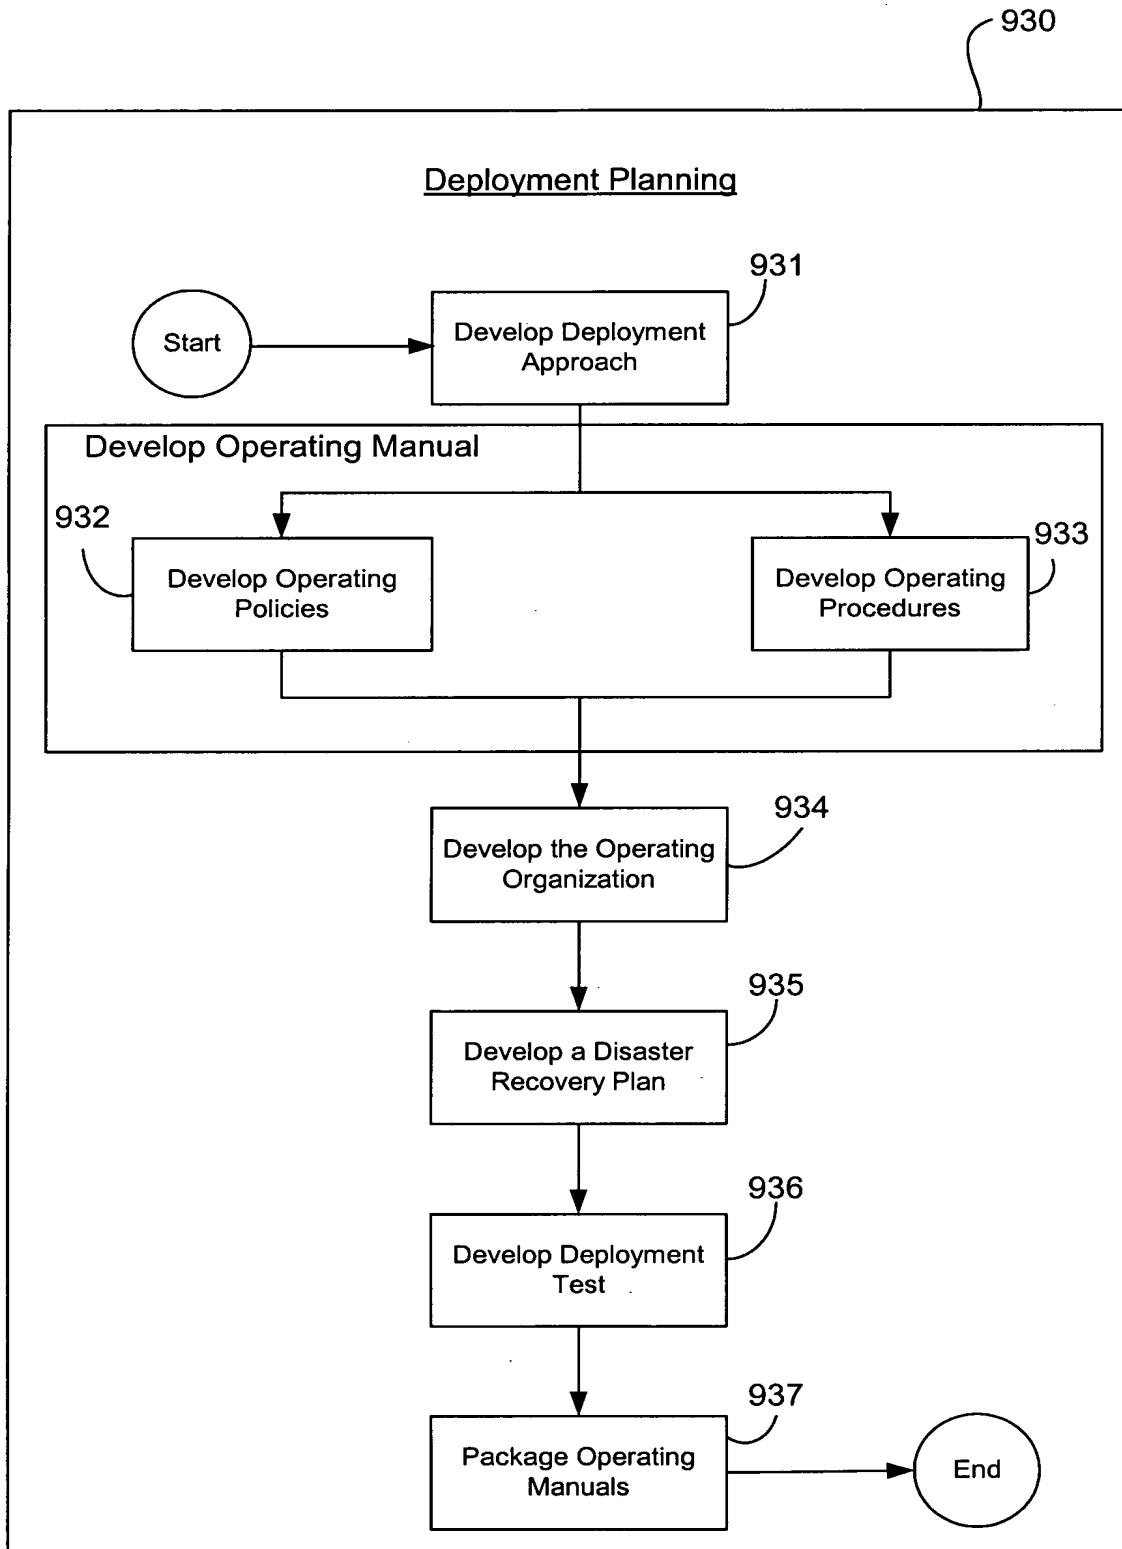 930
Deployment Planning
931
Start
Develop Deployment
Approach
Develop Operating Manual
932
933
Develop Operating
Policies
Develop Operating
Procedures
934
Develop the Operating
Organization
935
Develop a Disaster
Recovery Plan
936
Develop Deployment
Test
937
Package Operating
Manuals
End